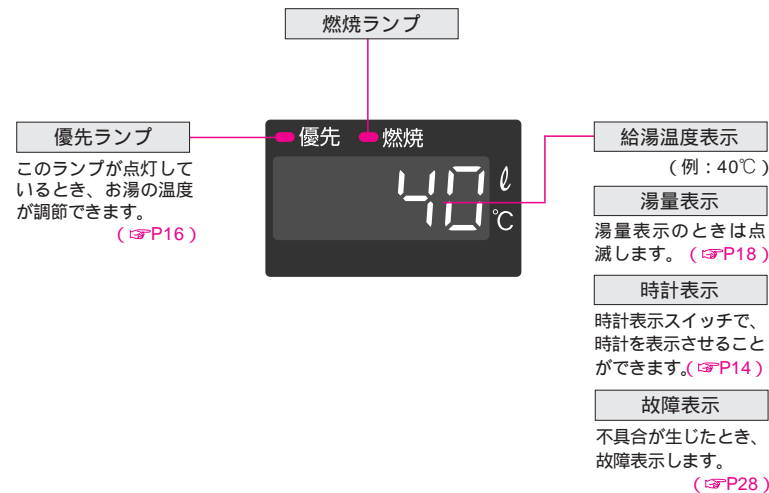 燃焼ランプ
優先ランプ
このランプが点灯して
いるとき、お湯の温度
が調節できます。
(☞P16)
優先 燃焼
40 ℓ
℃
給湯温度表示
(例:40℃)
湯量表示
湯量表示のときは点
滅します。(☞P18)
時計表示
時計表示スイッチで、
時計を表示させること
ができます。(☞P14)
故障表示
不具合が生じたとき、
故障表示します。
(☞P28)